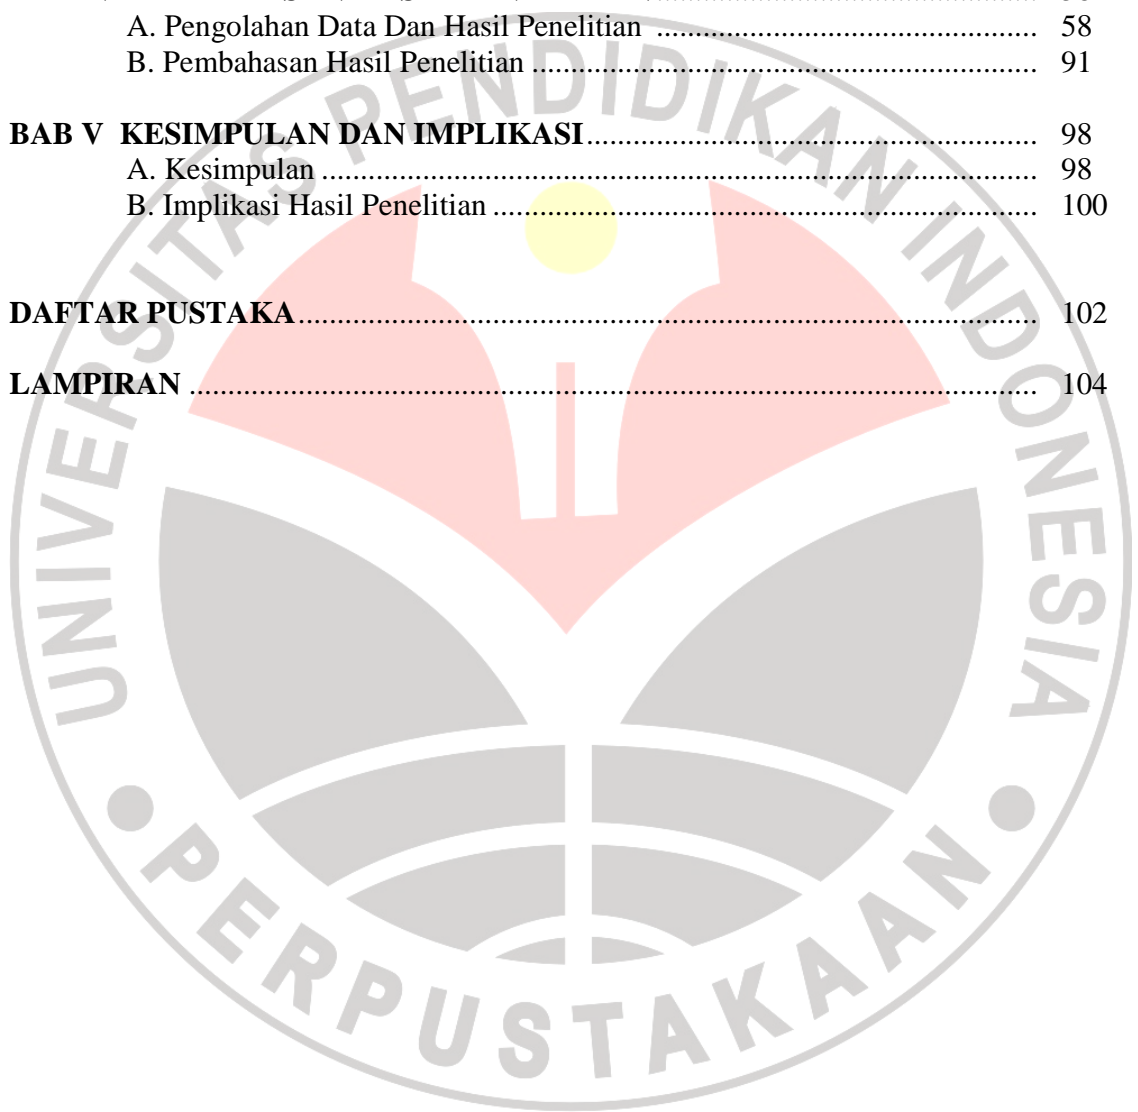 A. Pengolahan Data Dan Hasil Penelitian ................................................ 58
B. Pembahasan Hasil Penelitian ................................................................ 91
BAB V KESIMPULAN DAN IMPLIKASI ......................................................... 98
A. Kesimpulan ........................................................................................... 98
B. Implikasi Hasil Penelitian ..................................................................... 100
DAFTAR PUSTAKA .............................................................................................. 102
LAMPIRAN ............................................................................................................ 104
UNIVERSITAS PENDIDIKAN INDONESIA
PERPUSTAKAAN